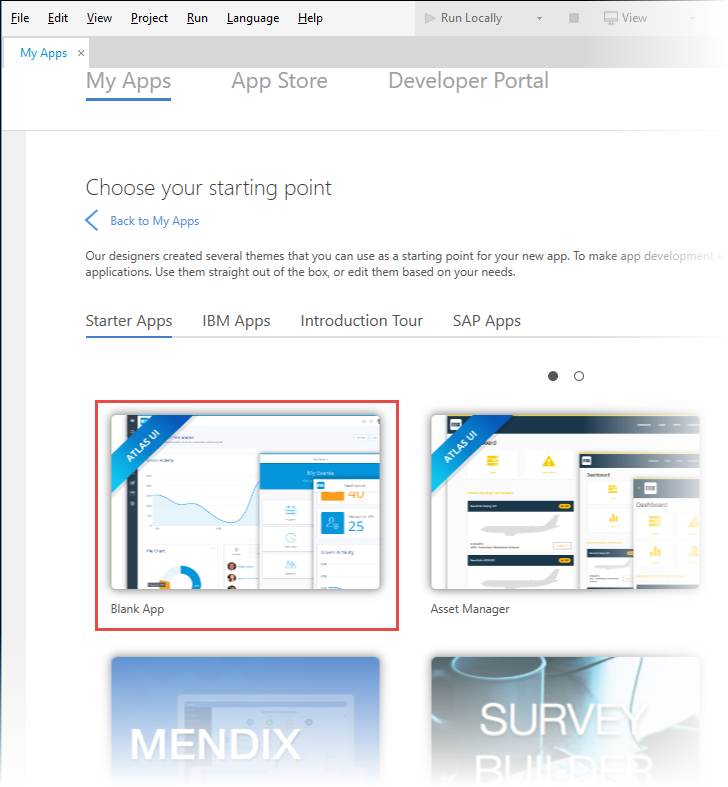 File Edit View Project Run Language Help Run Locally View
My Apps ×
My Apps App Store Developer Portal
Choose your starting point
Back to My Apps
Our designers created several themes that you can use as a starting point for your new app. To make app development
applications. Use them straight out of the box, or edit them based on your needs.
Starter Apps IBM Apps Introduction Tour SAP Apps
ATLAS UI
My Events
40
25
Pie Chart
ATLAS UI
Dashboard
Dashboard
Dashboard
Blank App
Asset Manager
MENDIX
SURVEY
BUILDER